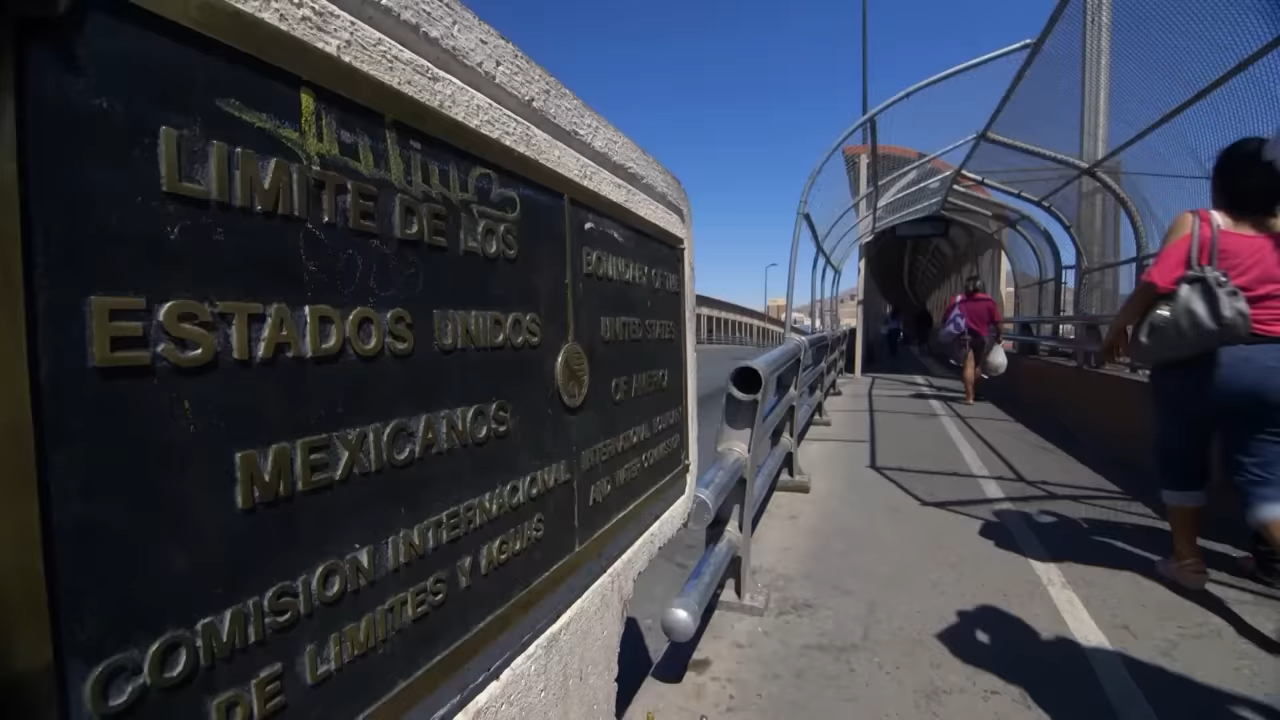 LIMITE DE LOS
ESTADOS UNIDOS
MEXICANOS
COMISION INTERNACIONAL
DE LIMITES Y AGUAS
BOUNDARY OF THE
UNITED STATES
OF AMERICA
INTERNATIONAL BOUNDARY
AND WATER COMMISSION